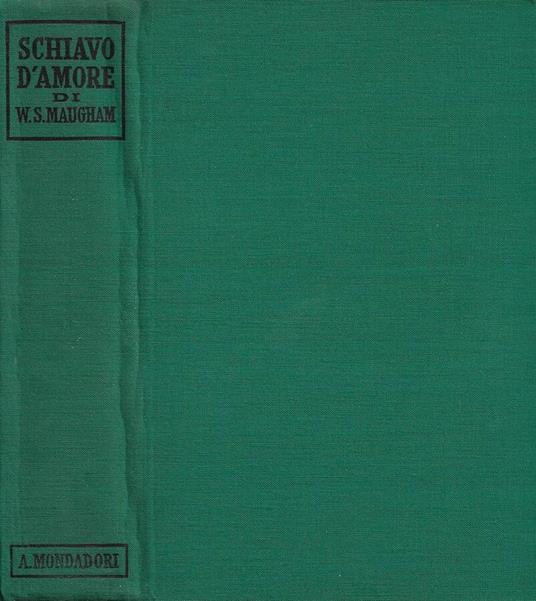 SCHIAVO
D'AMORE
DI
W. S. MAUGHAM
A. MONDADORI